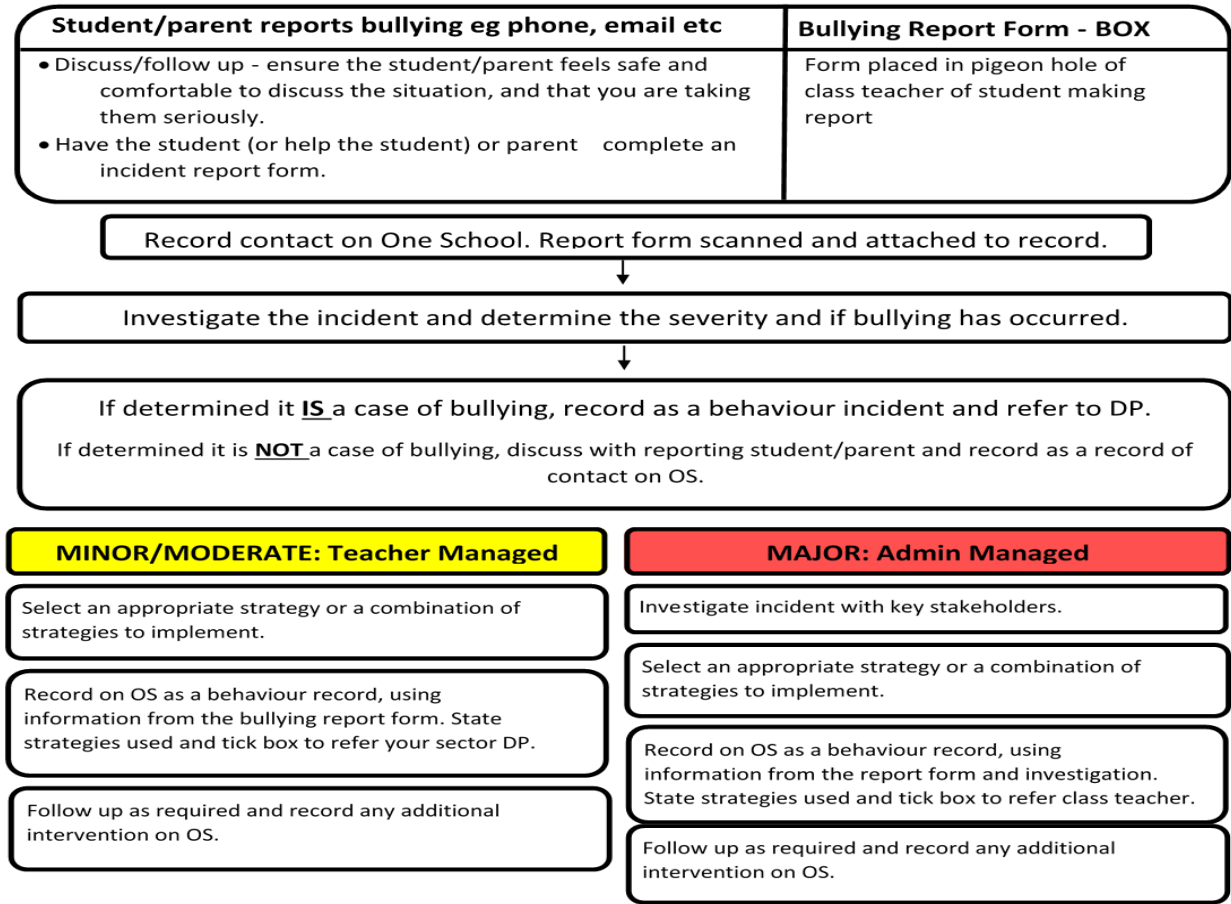 Student/parent reports bullying eg phone, email etc
• Discuss/follow up - ensure the student/parent feels safe and
comfortable to discuss the situation, and that you are taking
them seriously.
• Have the student (or help the student) or parent complete an
incident report form.
Bullying Report Form - BOX
Form placed in pigeon hole of
class teacher of student making
report
Record contact on One School. Report form scanned and attached to record.
Investigate the incident and determine the severity and if bullying has occurred.
If determined it IS a case of bullying, record as a behaviour incident and refer to DP.
If determined it is NOT a case of bullying, discuss with reporting student/parent and record as a record of
contact on OS.
MINOR/MODERATE: Teacher Managed
Select an appropriate strategy or a combination of
strategies to implement.
Record on OS as a behaviour record, using
information from the bullying report form. State
strategies used and tick box to refer your sector DP.
Follow up as required and record any additional
intervention on OS.
MAJOR: Admin Managed
Investigate incident with key stakeholders.
Select an appropriate strategy or a combination of
strategies to implement.
Record on OS as a behaviour record, using
information from the report form and investigation.
State strategies used and tick box to refer class teacher.
Follow up as required and record any additional
intervention on OS.